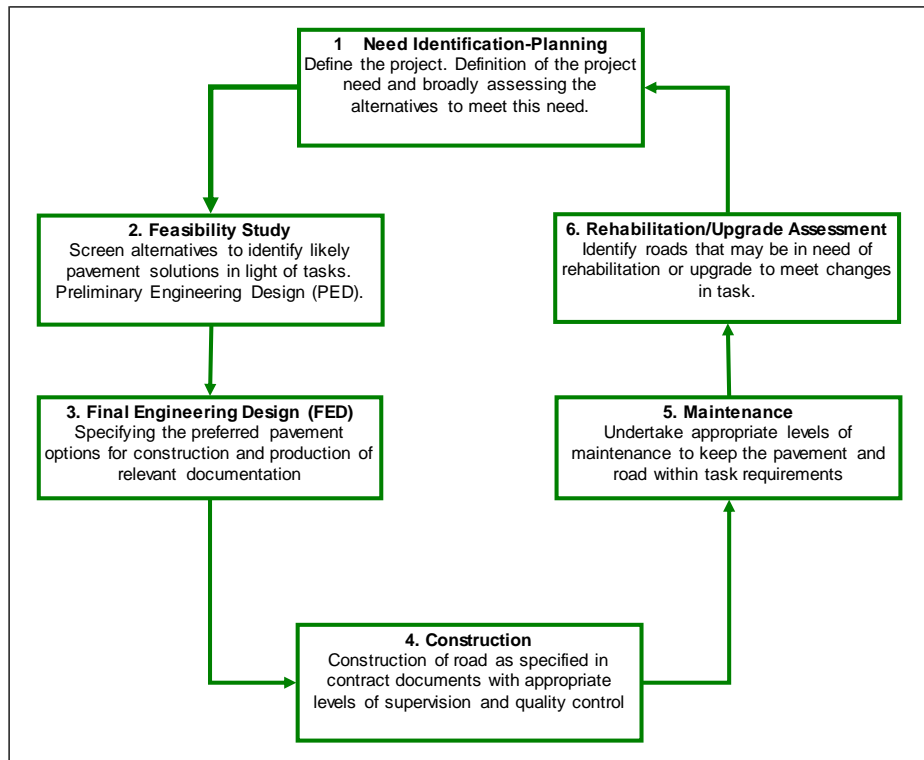 1 Need Identification-Planning
Define the project. Definition of the project
need and broadly assessing the
alternatives to meet this need.
2. Feasibility Study
Screen alternatives to identify likely
pavement solutions in light of tasks.
Preliminary Engineering Design (PED).
3. Final Engineering Design (FED)
Specifying the preferred pavement
options for construction and production of
relevant documentation
4. Construction
Construction of road as specified in
contract documents with appropriate
levels of supervision and quality control
5. Maintenance
Undertake appropriate levels of
maintenance to keep the pavement and
road within task requirements
6. Rehabilitation/Upgrade Assessment
Identify roads that may be in need of
rehabilitation or upgrade to meet changes
in task.